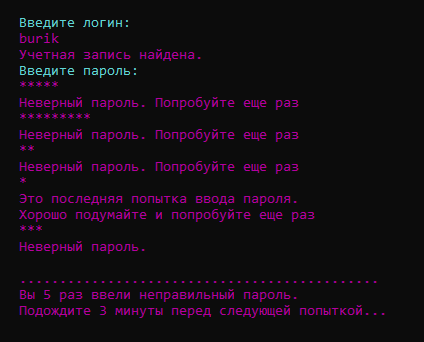 Введите логин:
burik
Учетная запись найдена.
Введите пароль:
*****
Неверный пароль. Попробуйте еще раз
*********
Неверный пароль. Попробуйте еще раз
**
Неверный пароль. Попробуйте еще раз
*
Это последняя попытка ввода пароля.
Хорошо подумайте и попробуйте еще раз
***
Неверный пароль.
.............................................
Вы 5 раз ввели неправильный пароль.
Подождите 3 минуты перед следующей попыткой...